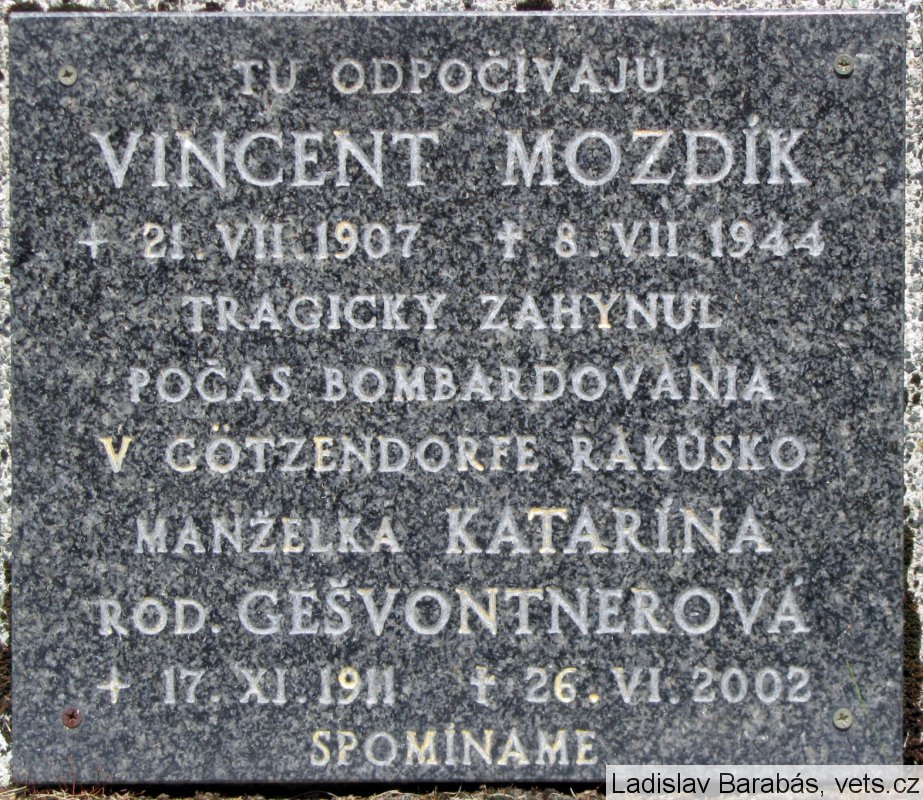 TU ODPOČÍVAJÚ
VINCENT MOZDÍK
+ 21. VII. 1907 ✝ 8. VII. 1944
TRAGICKY ZAHYNUL
POČAS BOMBARDOVANIA
V GÖTZENDORFE RAKÚSKO
MANŽELKA KATARÍNA
ROD. GEŠVONTNEROVÁ
+ 17. XI. 1911 ✝ 26. VI. 2002
SPOMÍNAME
Ladislav Barabás, vets.cz